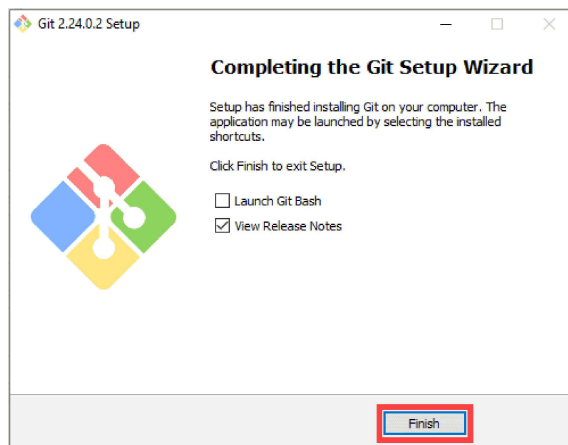 Git 2.24.0.2 Setup
Completing the Git Setup Wizard
Setup has finished installing Git on your computer. The
application may be launched by selecting the installed
shortcuts.
Click Finish to exit Setup.
Launch Git Bash
View Release Notes
Finish